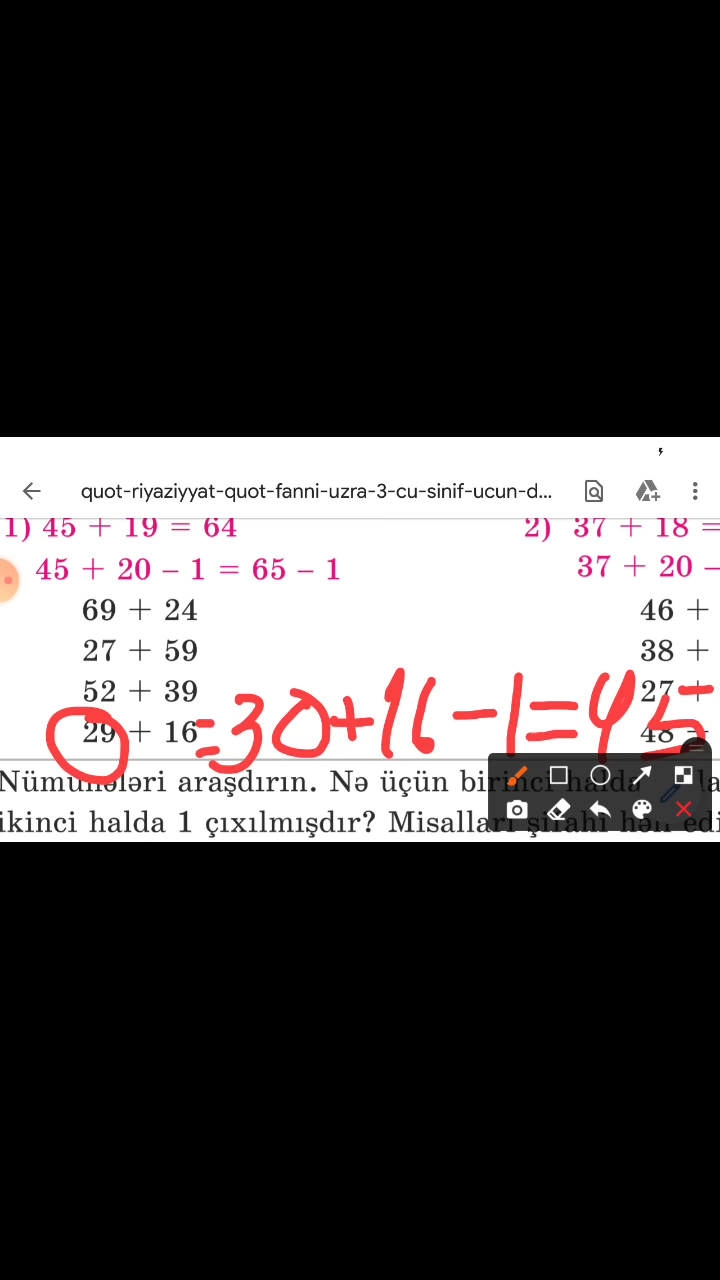 quot-riyaziyyat-quot-fanni-uzra-3-cu-sinif-ucun-d...
1) 45 + 19 = 64
2) 37 + 18 =
45 + 20 – 1 = 65 – 1
37 + 20 –
69 + 24
46 +
27 + 59
38 +
52 + 39
27 +
29 + 16 =30+16-1=45
48 +
Nümunələri araşdırın. Nə üçün birinci halda
ikinci halda 1 çıxılmışdır? Misalları şifahi həll edi